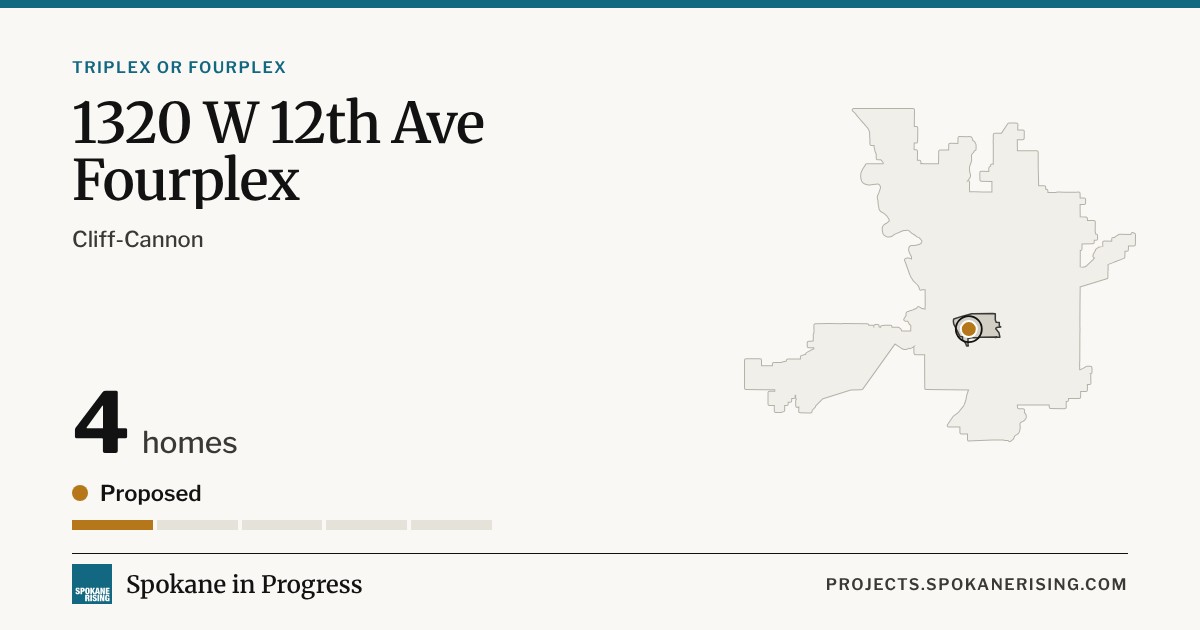 TRIPLEX OR FOURPLEX
1320 W 12th Ave
Fourplex
Cliff-Cannon
4 homes
Proposed
SPOKANE
RISING
Spokane in Progress
PROJECTS.SPOKANERISING.COM